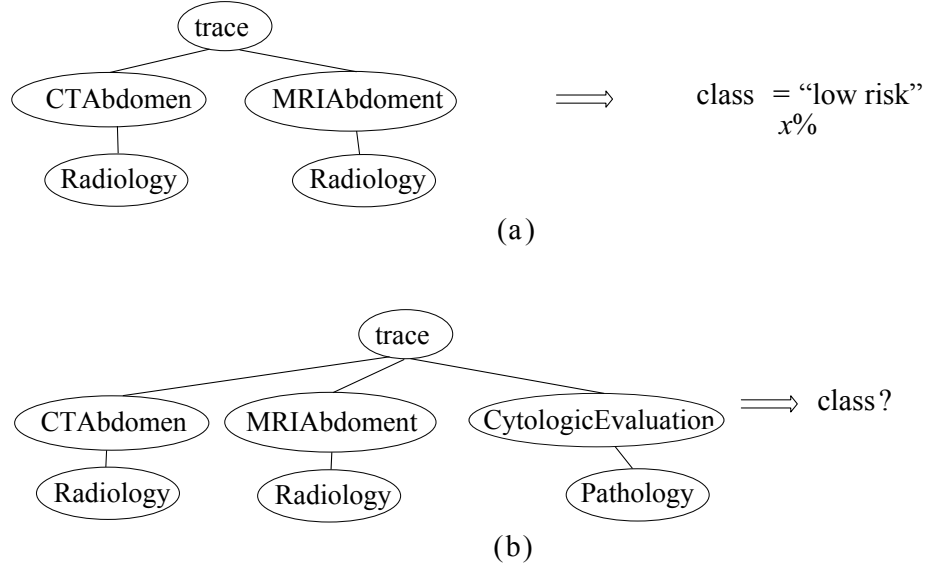 trace
CTAbdomen MRIAbdoment class = “low risk”
x%
Radiology Radiology
(a)
trace
CTAbdomen MRIAbdoment CytologicEvaluation class?
Radiology Radiology Pathology
(b)